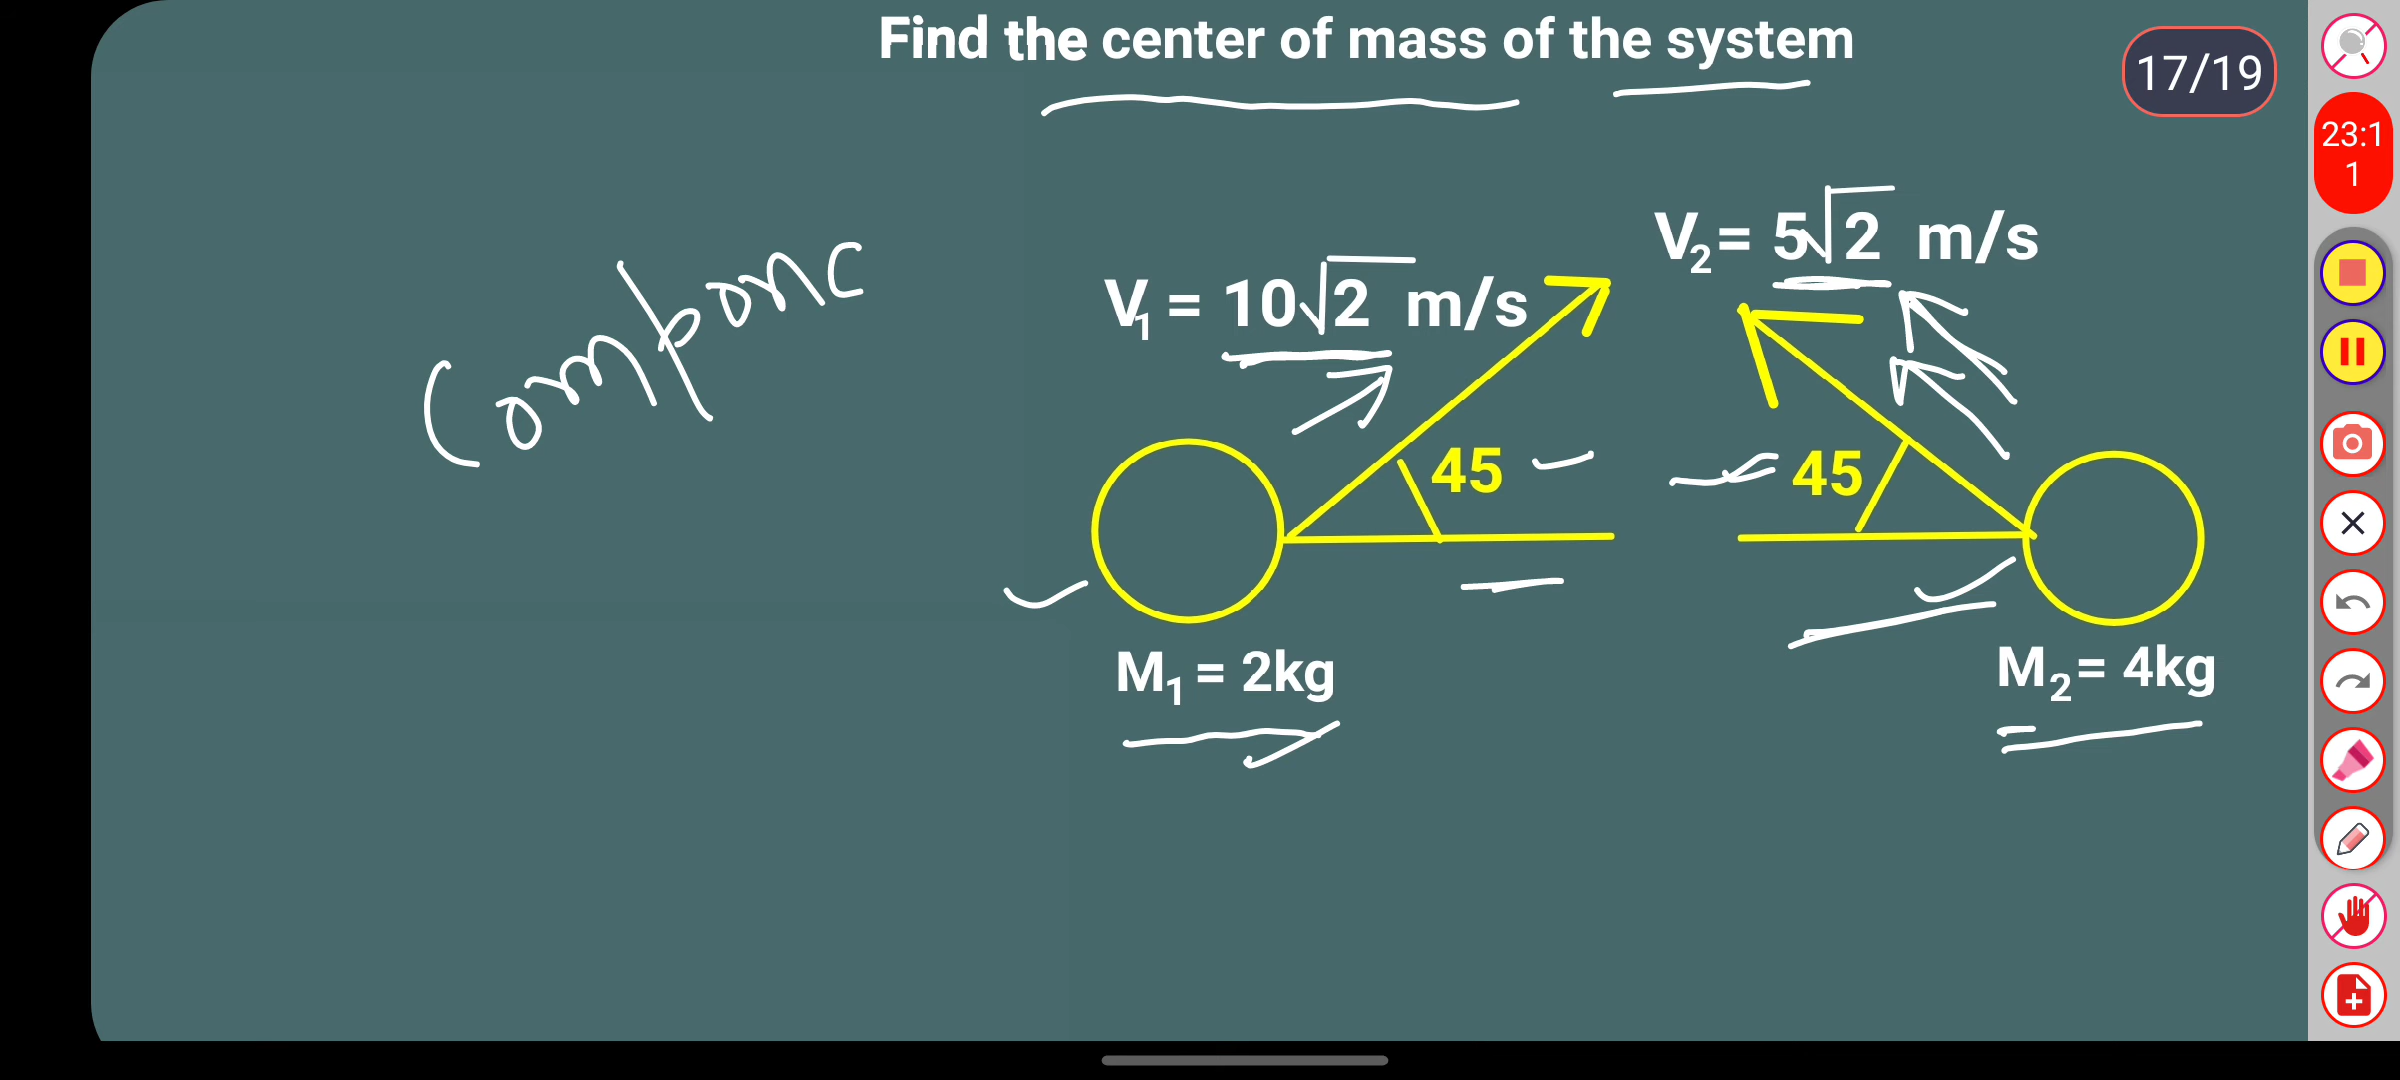 Find the center of mass of the system
17/19
23:1
1
V₂= 5√2 m/s
V₁ = 10√2 m/s
Componc
45
45
M₁ = 2kg
M₂= 4kg